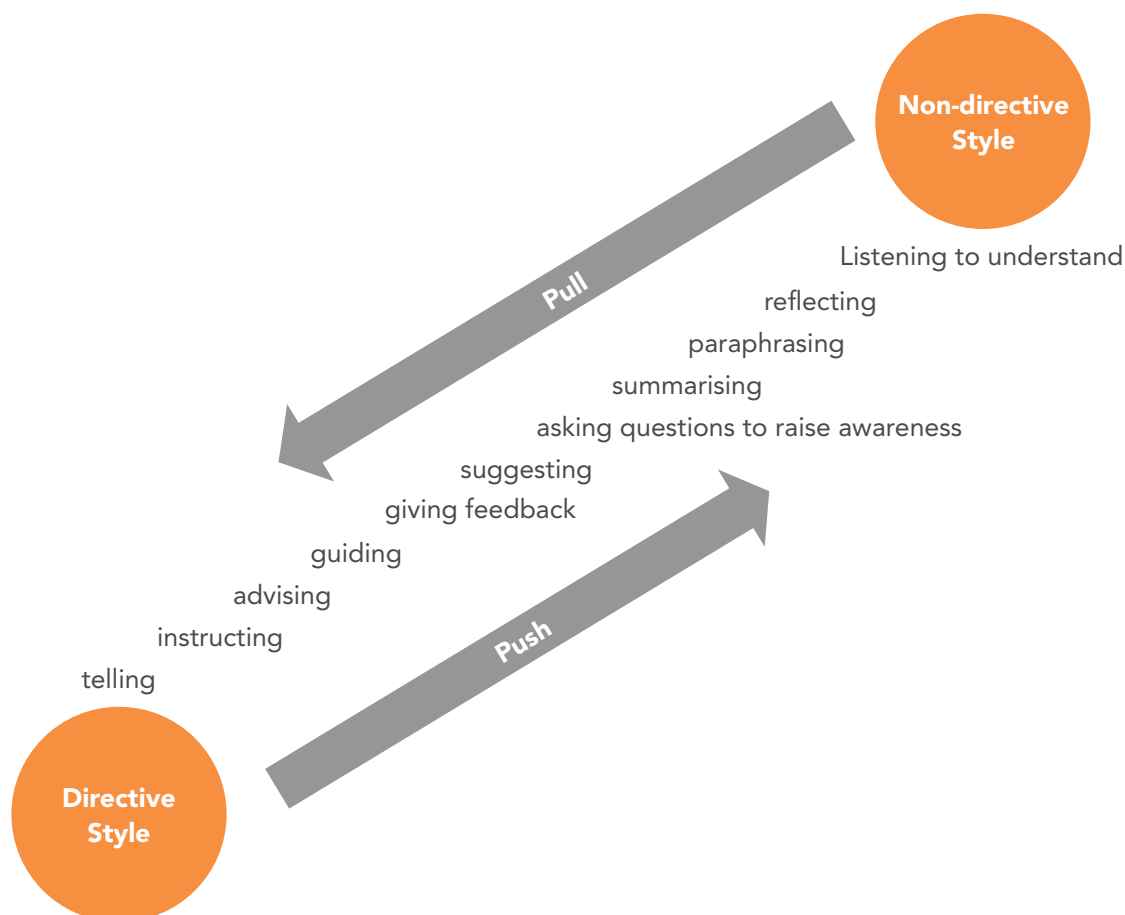 Non-directive
Style
Listening to understand
Pull
reflecting
paraphrasing
summarising
asking questions to raise awareness
suggesting
giving feedback
guiding
advising
Push
instructing
telling
Directive
Style